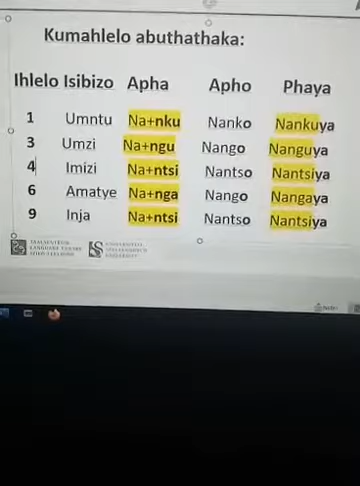 Kumahlelo abuthathaka:
Ihlelo Isibizo Apha Apho Phaya
1 Umntu Na+nku Nanko Nankuya
3 Umzi Na+ngu Nango Nanguya
4 Imizi Na+ntsi Nantso Nantsiya
6 Amatye Na+nga Nango Nangaya
9 Inja Na+ntsi Nantso Nantsiya